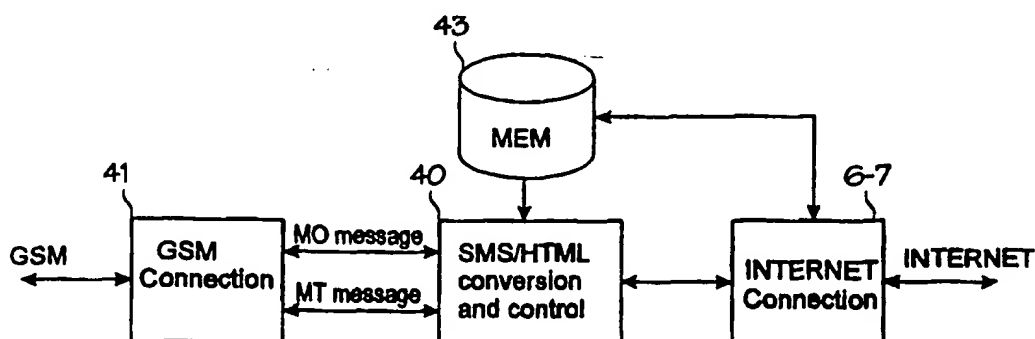 43
MEM
41
40
6-7
GSM
GSM
Connection
MO message
MT message
SMS/HTML
conversion
and control
INTERNET
Connection
INTERNET